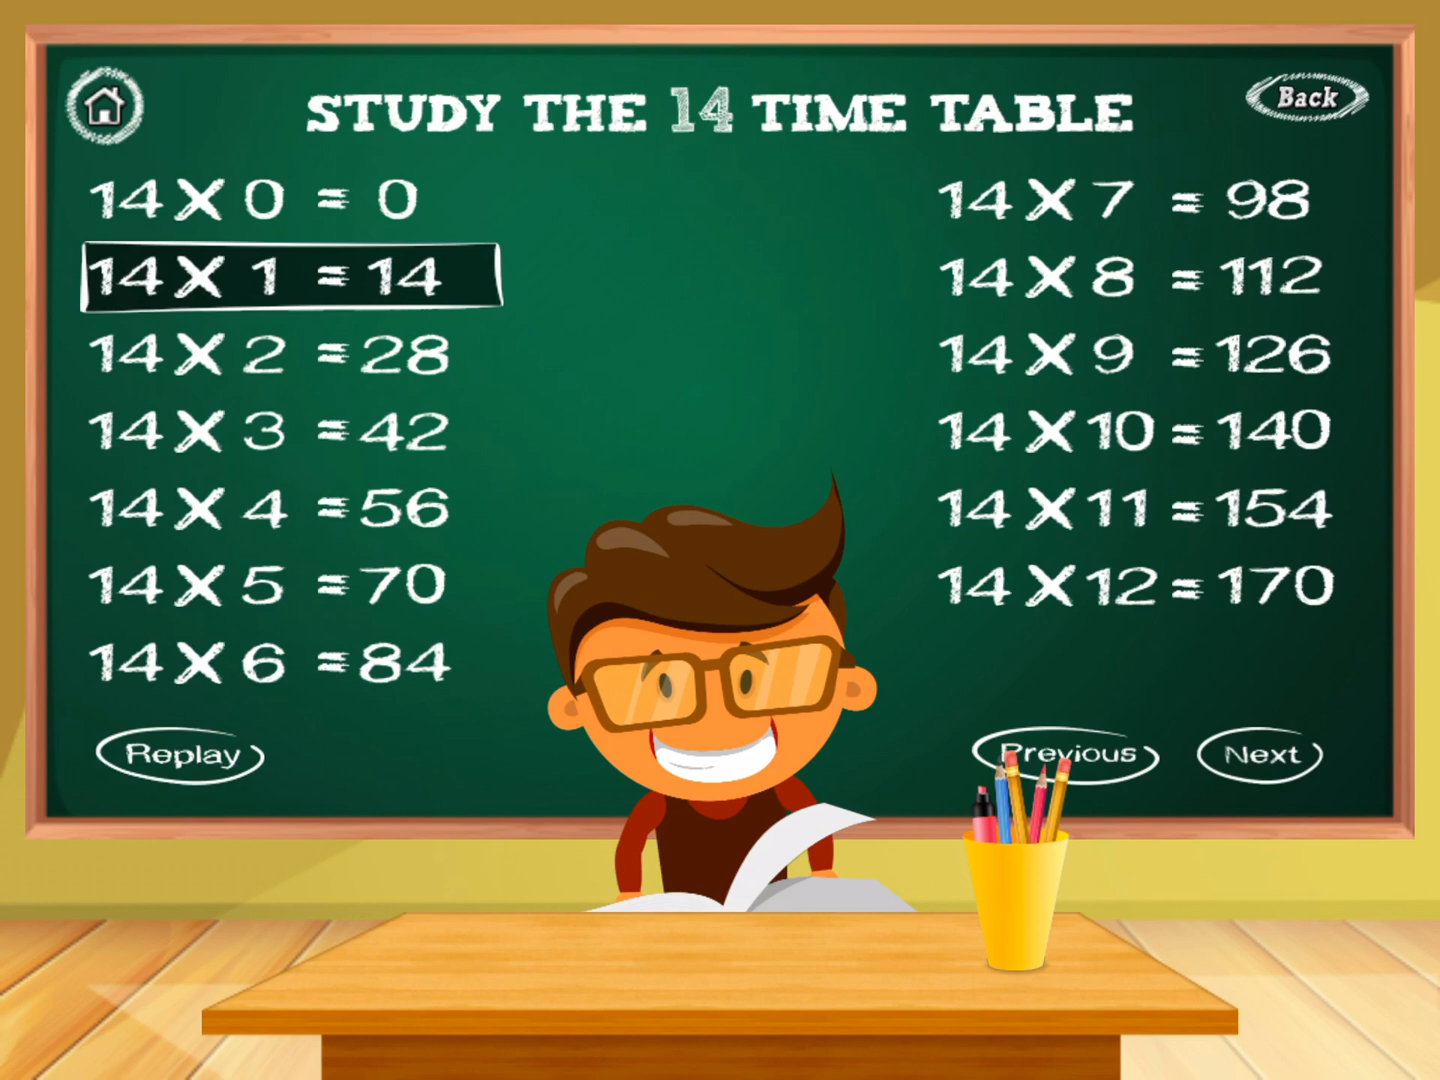 STUDY THE 14 TIME TABLE
Back
14 X 0 = 0
14 X 1 = 14
14 X 2 = 28
14 X 3 = 42
14 X 4 = 56
14 X 5 = 70
14 X 6 = 84
14 X 7 = 98
14 X 8 = 112
14 X 9 = 126
14 X 10 = 140
14 X 11 = 154
14 X 12 = 170
Replay
Previous
Next